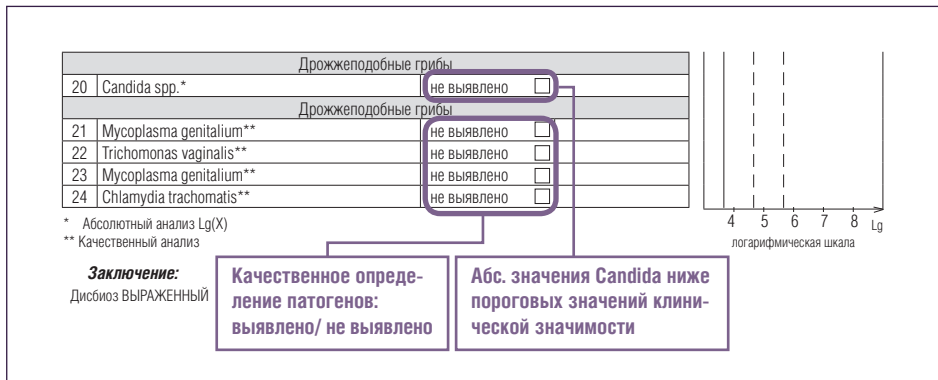 Дрожжеподобные грибы
20 Candida spp.* не выявлено
Дрожжеподобные грибы
21 Mycoplasma genitalium** не выявлено
22 Trichomonas vaginalis** не выявлено
23 Mycoplasma genitalium** не выявлено
24 Chlamydia trachomatis** не выявлено
4 5 6 7 8 Lg
логарифмическая шкала
* Абсолютный анализ Lg(X)
** Качественный анализ
Заключение:
Дисбиоз ВЫРАЖЕННЫЙ
Качественное опреде-
ление патогенов:
выявлено/ не выявлено
Абс. значения Candida ниже
пороговых значений клини-
ческой значимости